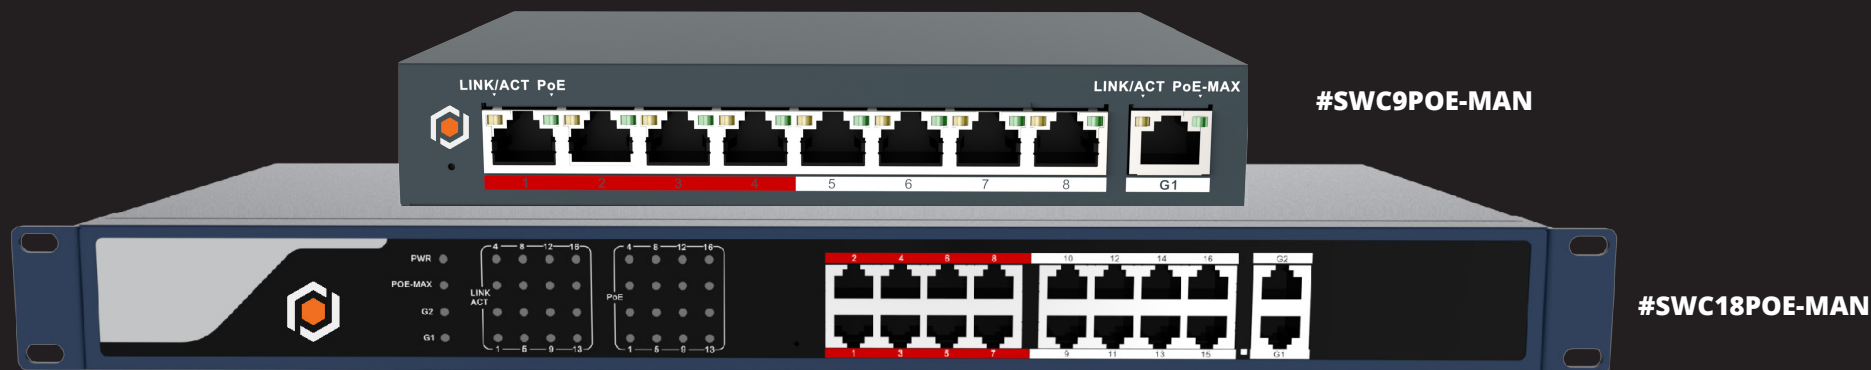 LINK/ACT PoE
LINK/ACT PoE-MAX
#SWC9POE-MAN
1 2 3 4 5 6 7 8 G1
4 8 12 16
4 8 12 16
PWR
POE-MAX
G2
G1
LINK
ACT
PoE
1 5 9 13
1 5 9 13
2 4 6 8 10 12 14 16 G2
1 3 5 7 9 11 13 15 G1
#SWC18POE-MAN